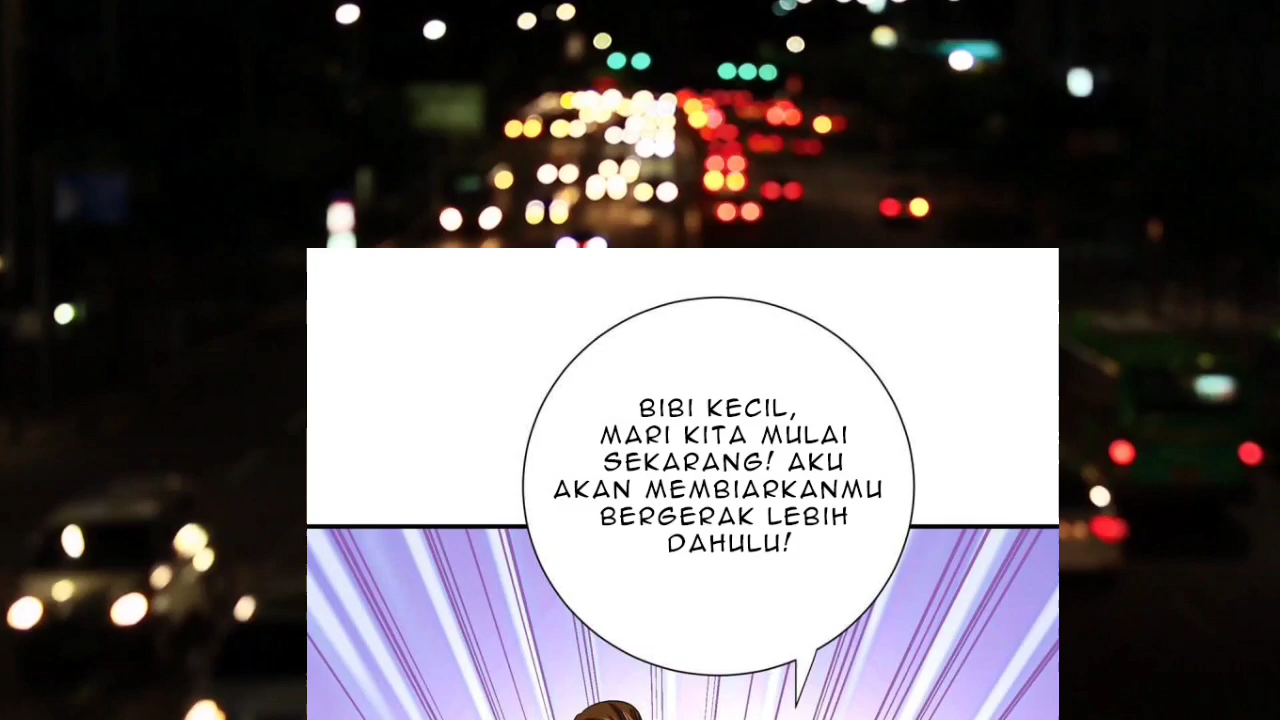 BIBI KECIL,
MARI KITA MULAI
SEKARANG! AKU
AKAN MEMBIARKANMU
BERGERAK LEBIH
DAHULU!